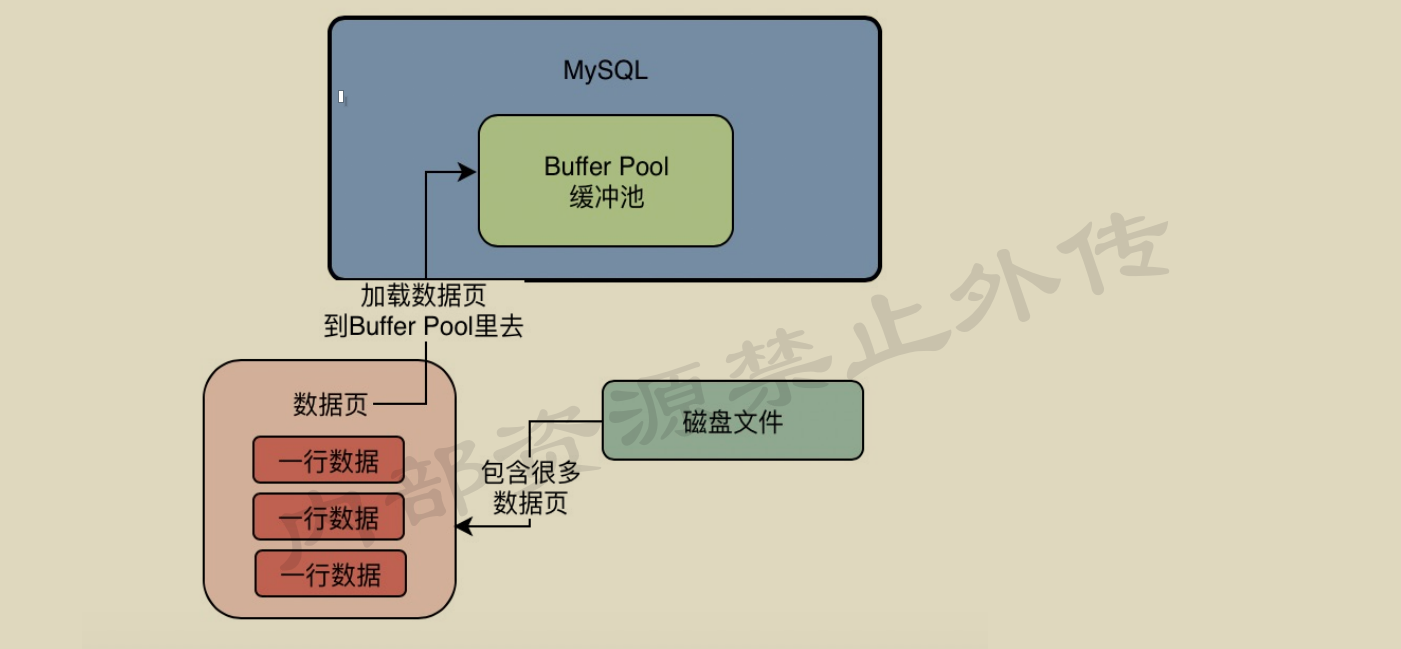 MySQL
Buffer Pool
缓冲池
加载数据页
到Buffer Pool里去
数据页
一行数据
一行数据
一行数据
磁盘文件
包含很多
数据页
内部资源禁止外传